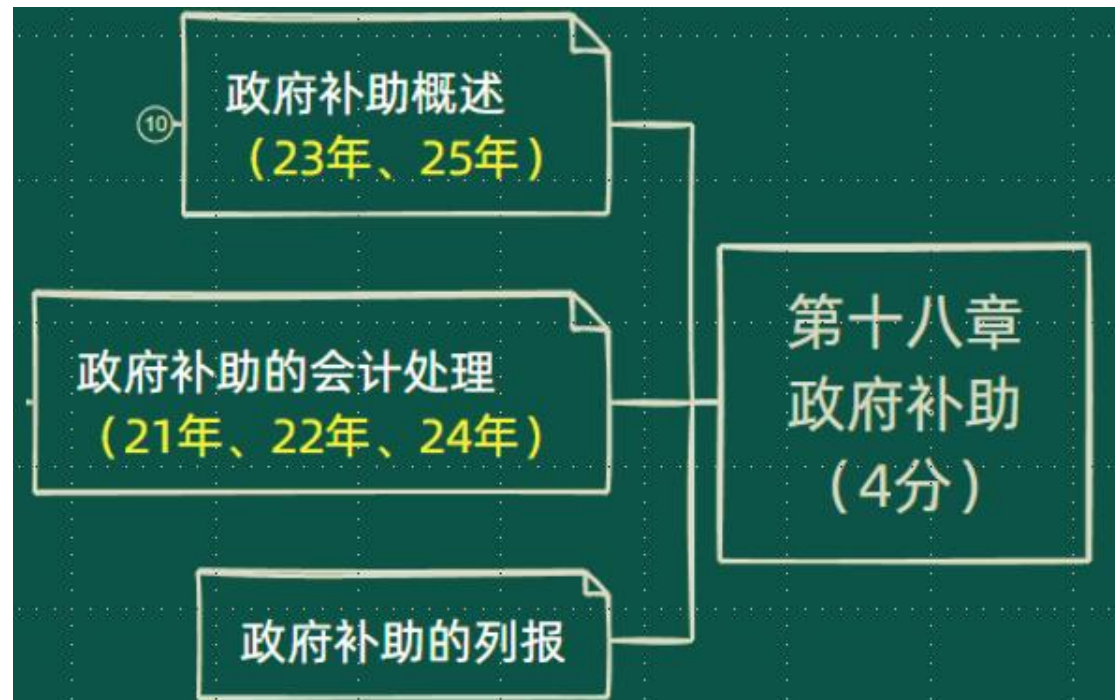 政府补助概述
（23年、25年）
10
政府补助的会计处理
（21年、22年、24年）
第十八章
政府补助
（4分）
政府补助的列报